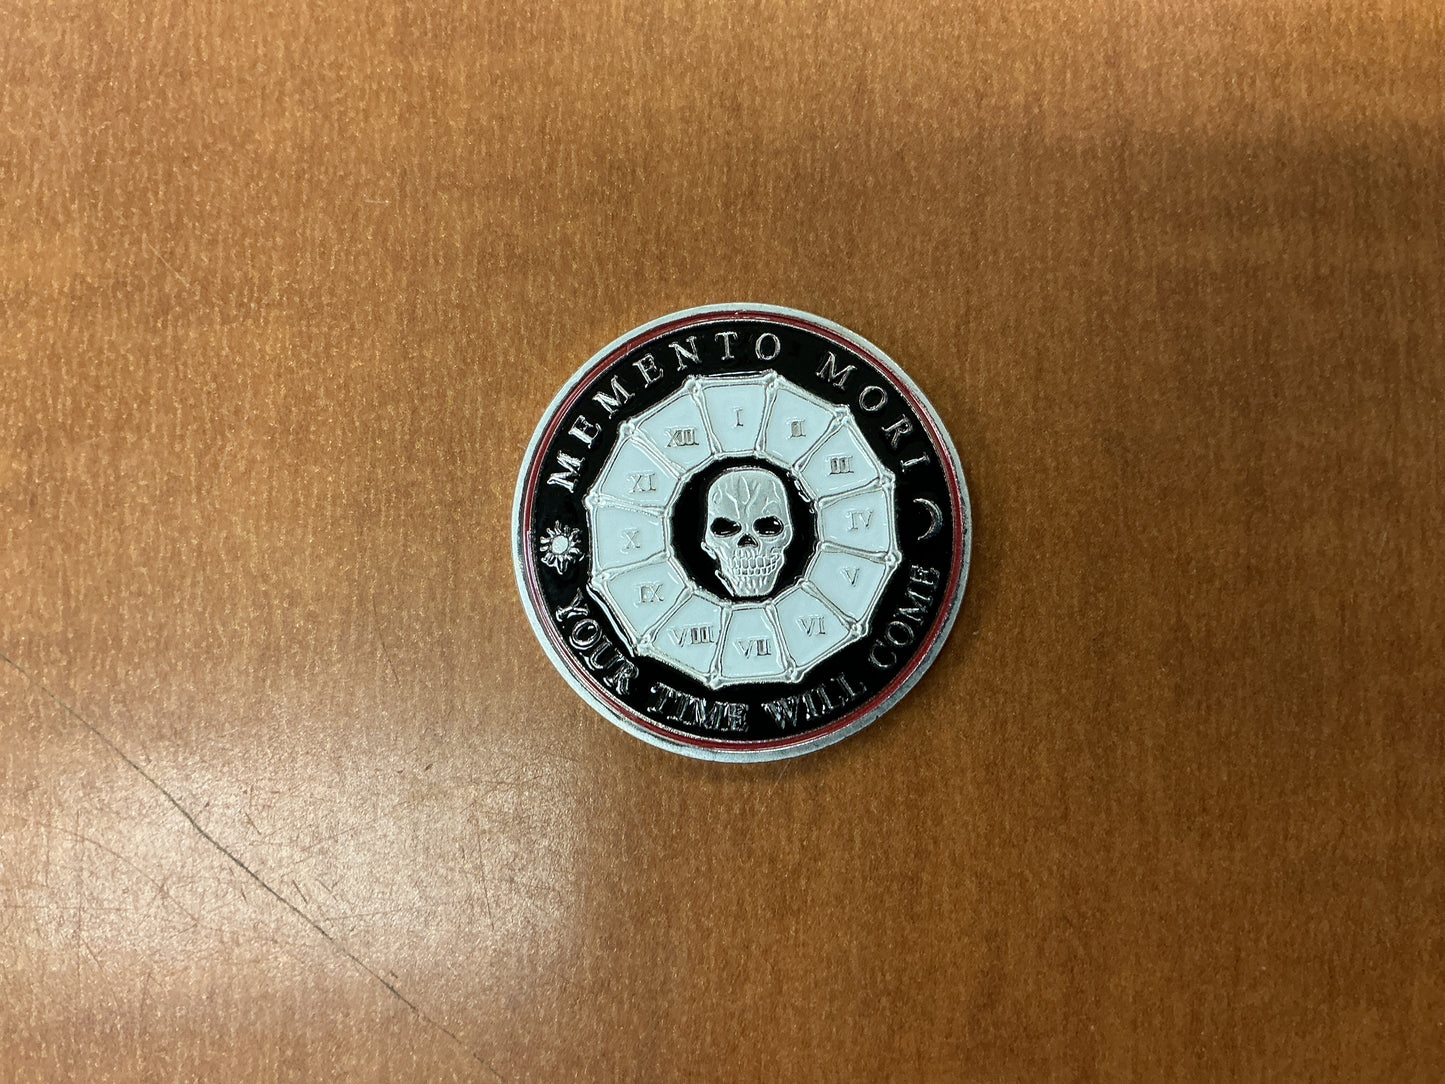 MEMENTO MORI
I
II
III
IV
V
VI
VII
VIII
IX
X
XI
XII
YOUR TIME WILL COME